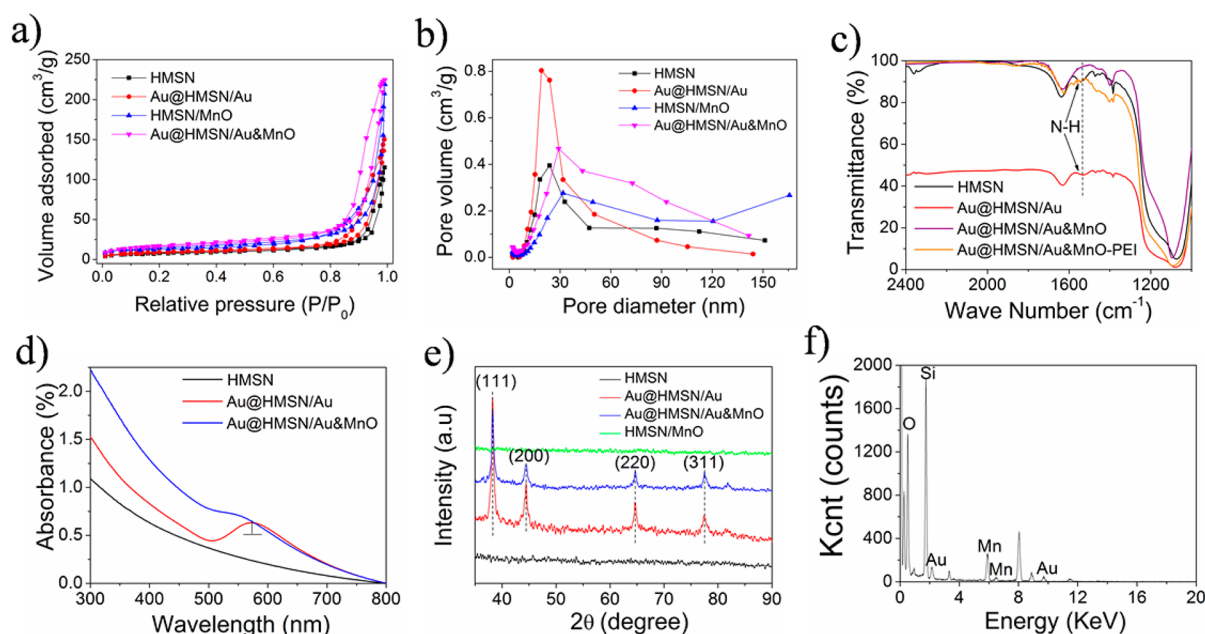 a)
Volume adsorbed (cm³/g)
250
225
200
175
150
125
100
75
50
25
0
HMSN
Au@HMSN/Au
HMSN/MnO
Au@HMSN/Au&MnO
0.0 0.2 0.4 0.6 0.8 1.0
Relative pressure (P/P₀)
b)
Pore volume (cm³/g)
0.8
0.6
0.4
0.2
0.0
HMSN
Au@HMSN/Au
HMSN/MnO
Au@HMSN/Au&MnO
0 30 60 90 120 150
Pore diameter (nm)
c)
Transmittance (%)
100
80
60
40
20
0
N-H
HMSN
Au@HMSN/Au
Au@HMSN/Au&MnO
Au@HMSN/Au&MnO-PEI
2400 2000 1600 1200
Wave Number (cm⁻¹)
d)
Absorbance (%)
2.0
1.5
1.0
0.5
0.0
HMSN
Au@HMSN/Au
Au@HMSN/Au&MnO
300 400 500 600 700 800
Wavelength (nm)
e)
Intensity (a.u)
HMSN
Au@HMSN/Au
Au@HMSN/Au&MnO
HMSN/MnO
(111)
(200) (220) (311)
40 50 60 70 80 90
2θ (degree)
f)
Kcnt (counts)
2000
1600
1200
800
400
0
Si
O
Au
Mn
Mn
Au
0 4 8 12 16 20
Energy (KeV)